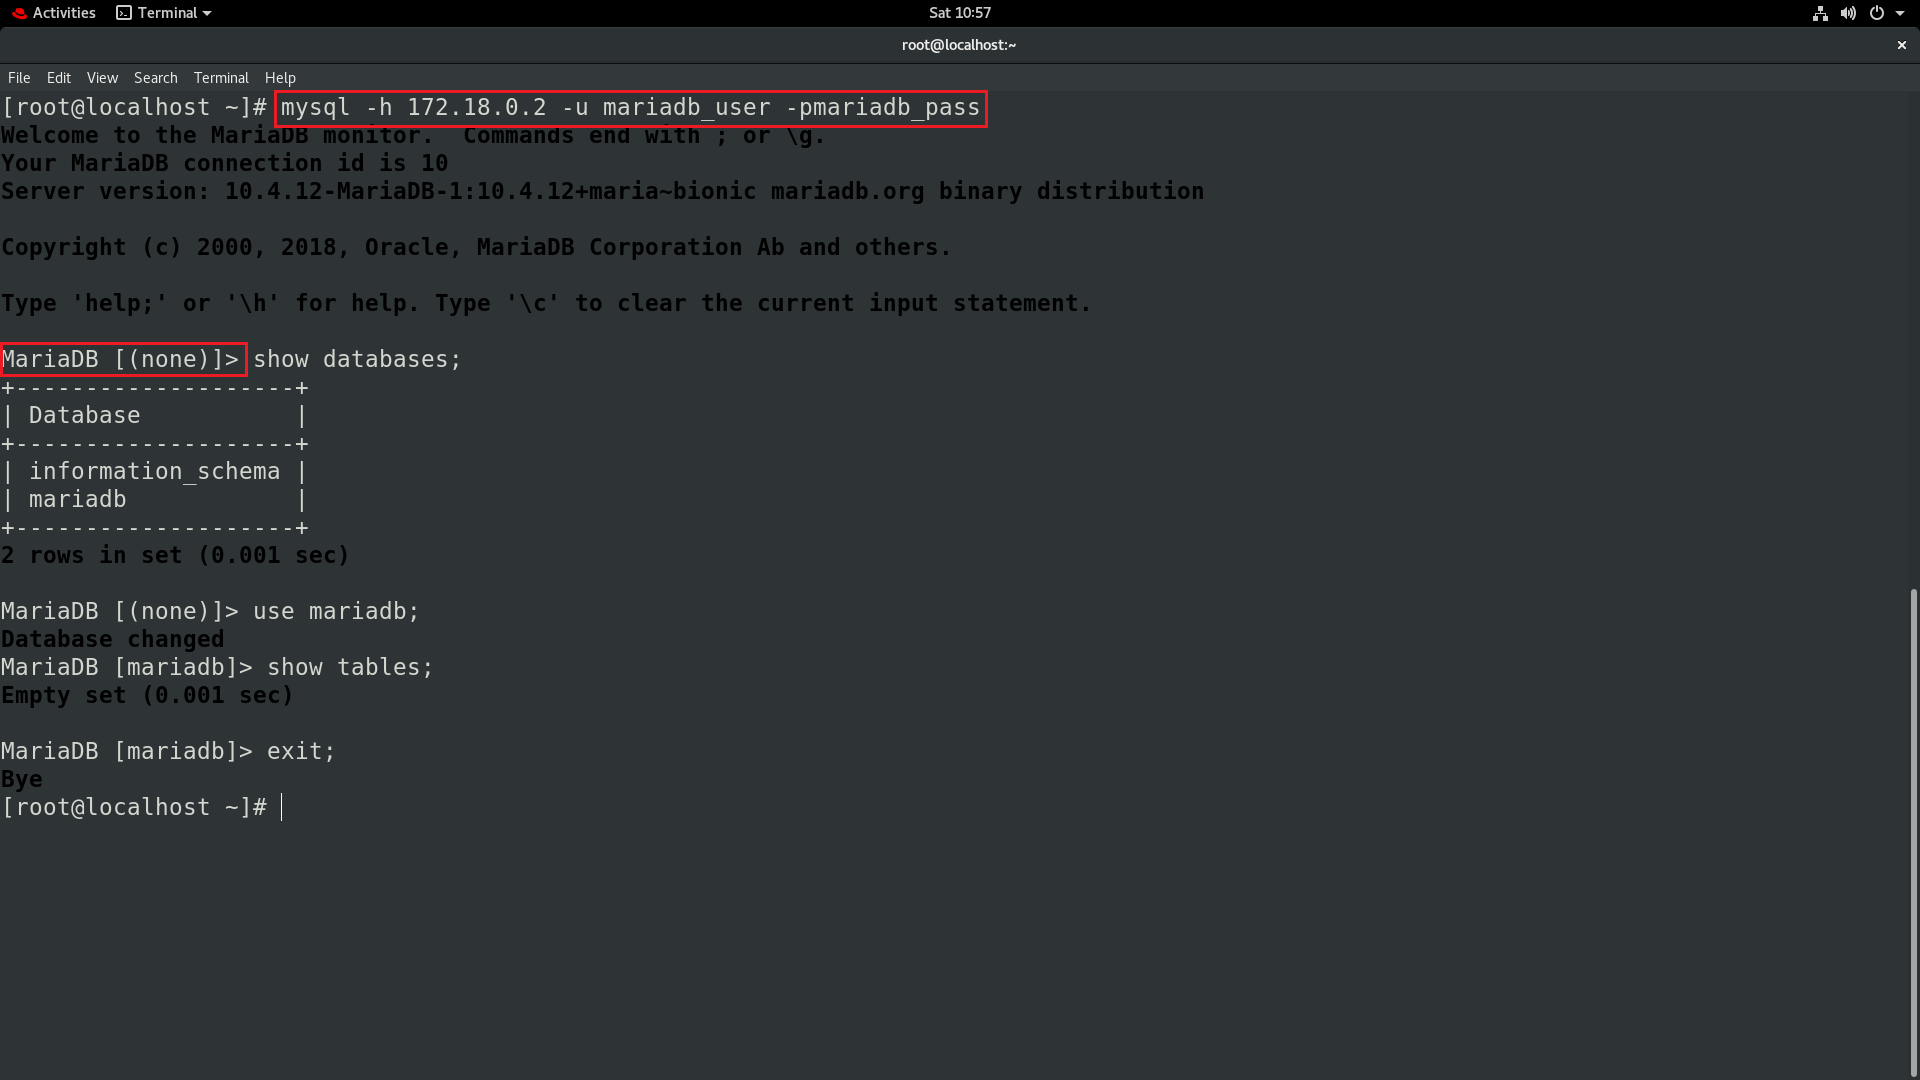 Activities Terminal Sat 10:57
root@localhost:~ ×
File Edit View Search Terminal Help
[root@localhost ~]# mysql -h 172.18.0.2 -u mariadb_user -pmariadb_pass
Welcome to the MariaDB monitor.  Commands end with ; or \g.
Your MariaDB connection id is 10
Server version: 10.4.12-MariaDB-1:10.4.12+maria~bionic mariadb.org binary distribution

Copyright (c) 2000, 2018, Oracle, MariaDB Corporation Ab and others.

Type 'help;' or '\h' for help. Type '\c' to clear the current input statement.

MariaDB [(none)]> show databases;
+--------------------+
| Database           |
+--------------------+
| information_schema |
| mariadb            |
+--------------------+
2 rows in set (0.001 sec)

MariaDB [(none)]> use mariadb;
Database changed
MariaDB [mariadb]> show tables;
Empty set (0.001 sec)

MariaDB [mariadb]> exit;
Bye
[root@localhost ~]#